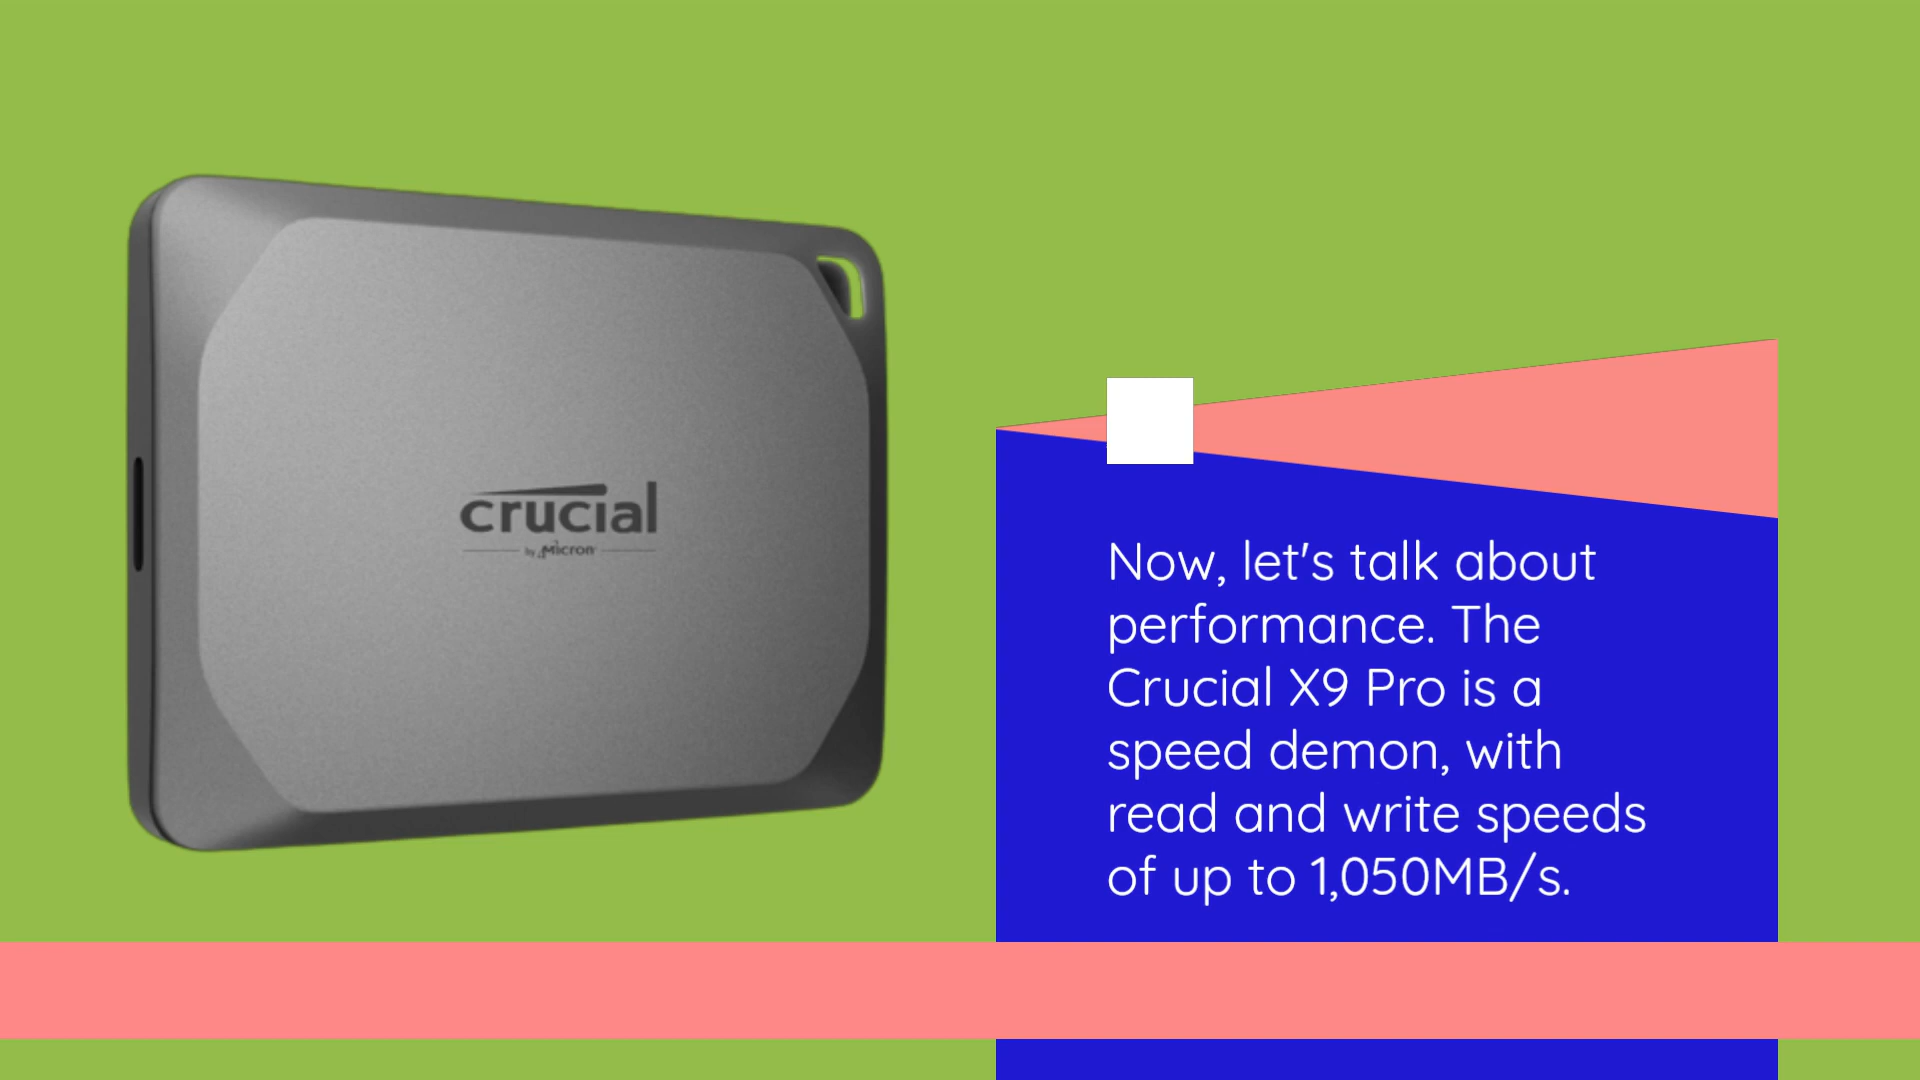 crucial
by Micron
Now, let's talk about
performance. The
Crucial X9 Pro is a
speed demon, with
read and write speeds
of up to 1,050MB/s.